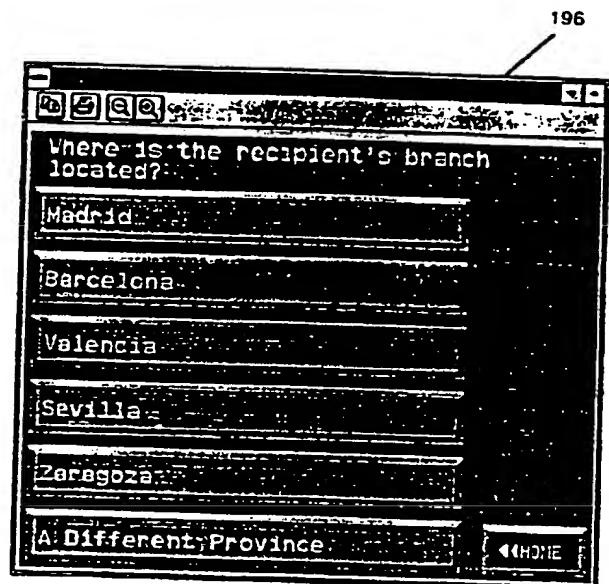 196
Where is the recipient's branch
located?
Madrid
Barcelona
Valencia
Sevilla
Zaragoza
A Different Province
◀◀HOME